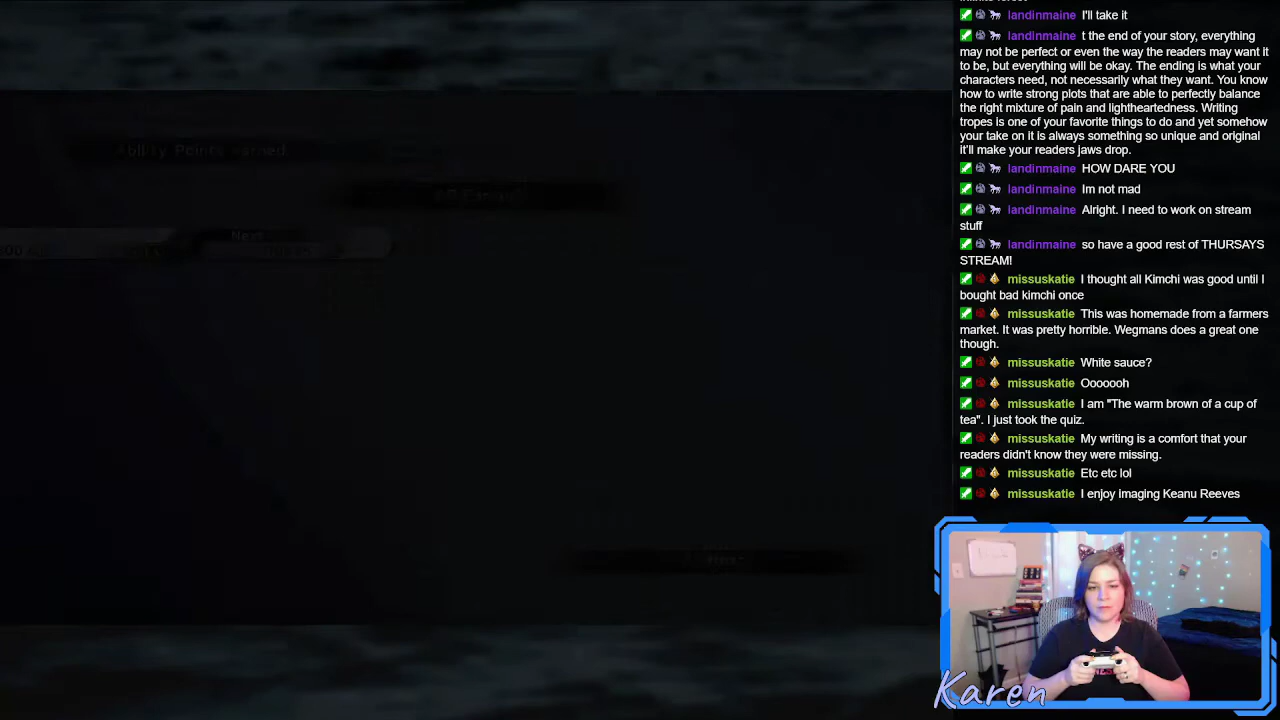 landinmaine I'll take it
landinmaine t the end of your story, everything
may not be perfect or even the way the readers may want it
to be, but everything will be okay. The ending is what your
characters need, not necessarily what they want. You know
how to write strong plots that are able to perfectly balance
the right mixture of pain and lightheartedness. Writing
tropes is one of your favorite things to do and yet somehow
your take on it is always something so unique and original
it'll make your readers jaws drop.
landinmaine HOW DARE YOU
landinmaine Im not mad
landinmaine Alright. I need to work on stream
stuff
landinmaine so have a good rest of THURSAYS
STREAM!
missuskatie I thought all Kimchi was good until I
bought bad kimchi once
missuskatie This was homemade from a farmers
market. It was pretty horrible. Wegmans does a great one
though.
missuskatie White sauce?
missuskatie Ooooooh
missuskatie I am "The warm brown of a cup of
tea". I just took the quiz.
missuskatie My writing is a comfort that your
readers didn't know they were missing.
missuskatie Etc etc lol
missuskatie I enjoy imaging Keanu Reeves
Ability Points earned.
Next
Karen